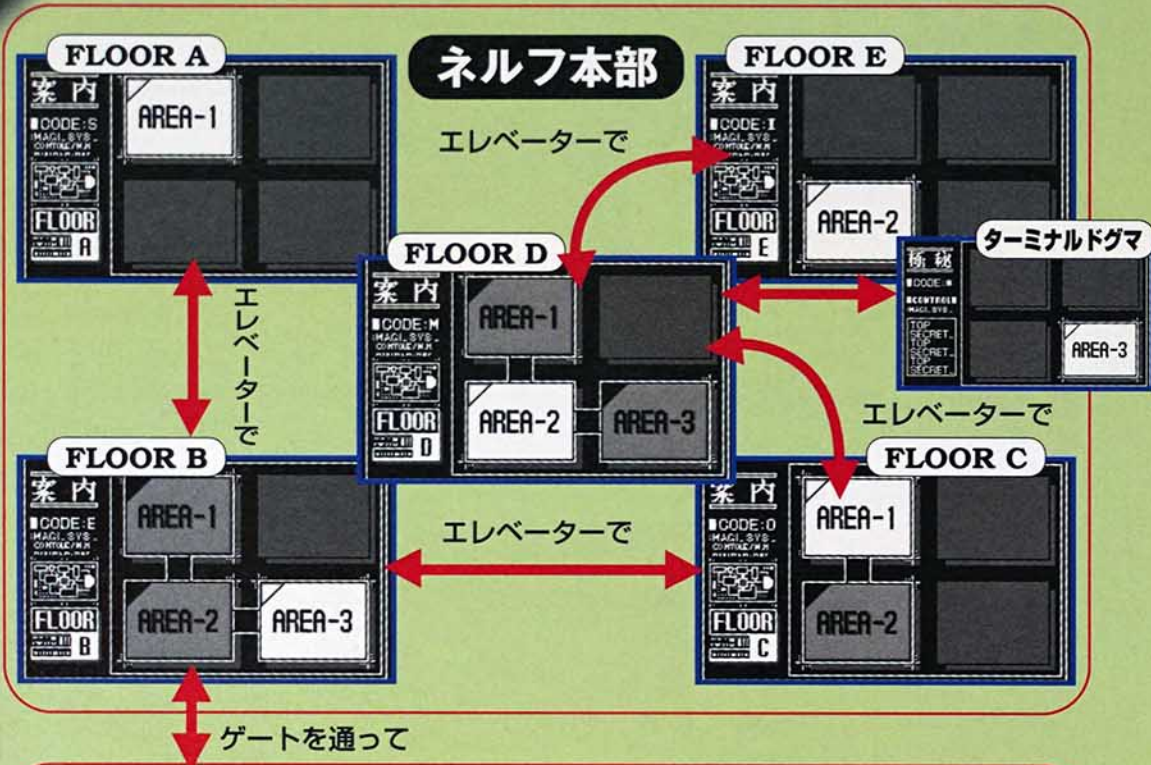 ネルフ本部
FLOOR A
案内
CODE:S
MAGI.SYS.
FLOOR
A
AREA-1
FLOOR E
案内
CODE:I
MAGI.SYS.
FLOOR
E
AREA-2
エレベーターで
FLOOR D
案内
CODE:M
MAGI.SYS.
FLOOR
D
AREA-1
AREA-2
AREA-3
ターミナルドグマ
極秘
CODE:
CONTROL
MAGI.SYS.
TOP
SECRET.
TOP
SECRET.
TOP
SECRET.
AREA-3
エレベーターで
エレベーターで
FLOOR B
案内
CODE:E
MAGI.SYS.
FLOOR
B
AREA-1
AREA-2
AREA-3
エレベーターで
FLOOR C
案内
CODE:O
MAGI.SYS.
FLOOR
C
AREA-1
AREA-2
ゲートを通って